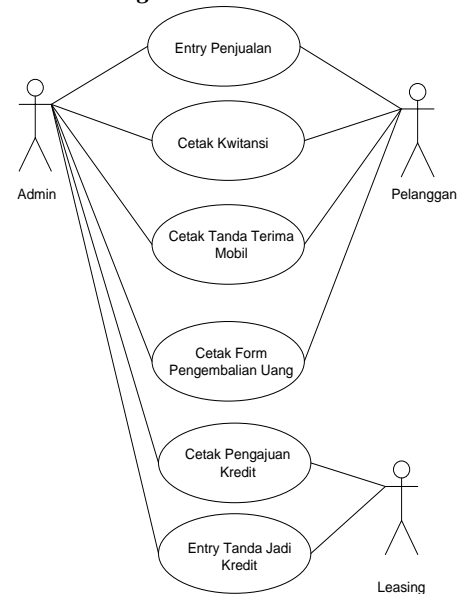 Entry Penjualan
Cetak Kwitansi
Admin
Pelanggan
Cetak Tanda Terima
Mobil
Cetak Form
Pengembalian Uang
Cetak Pengajuan
Kredit
Entry Tanda Jadi
Kredit
Leasing